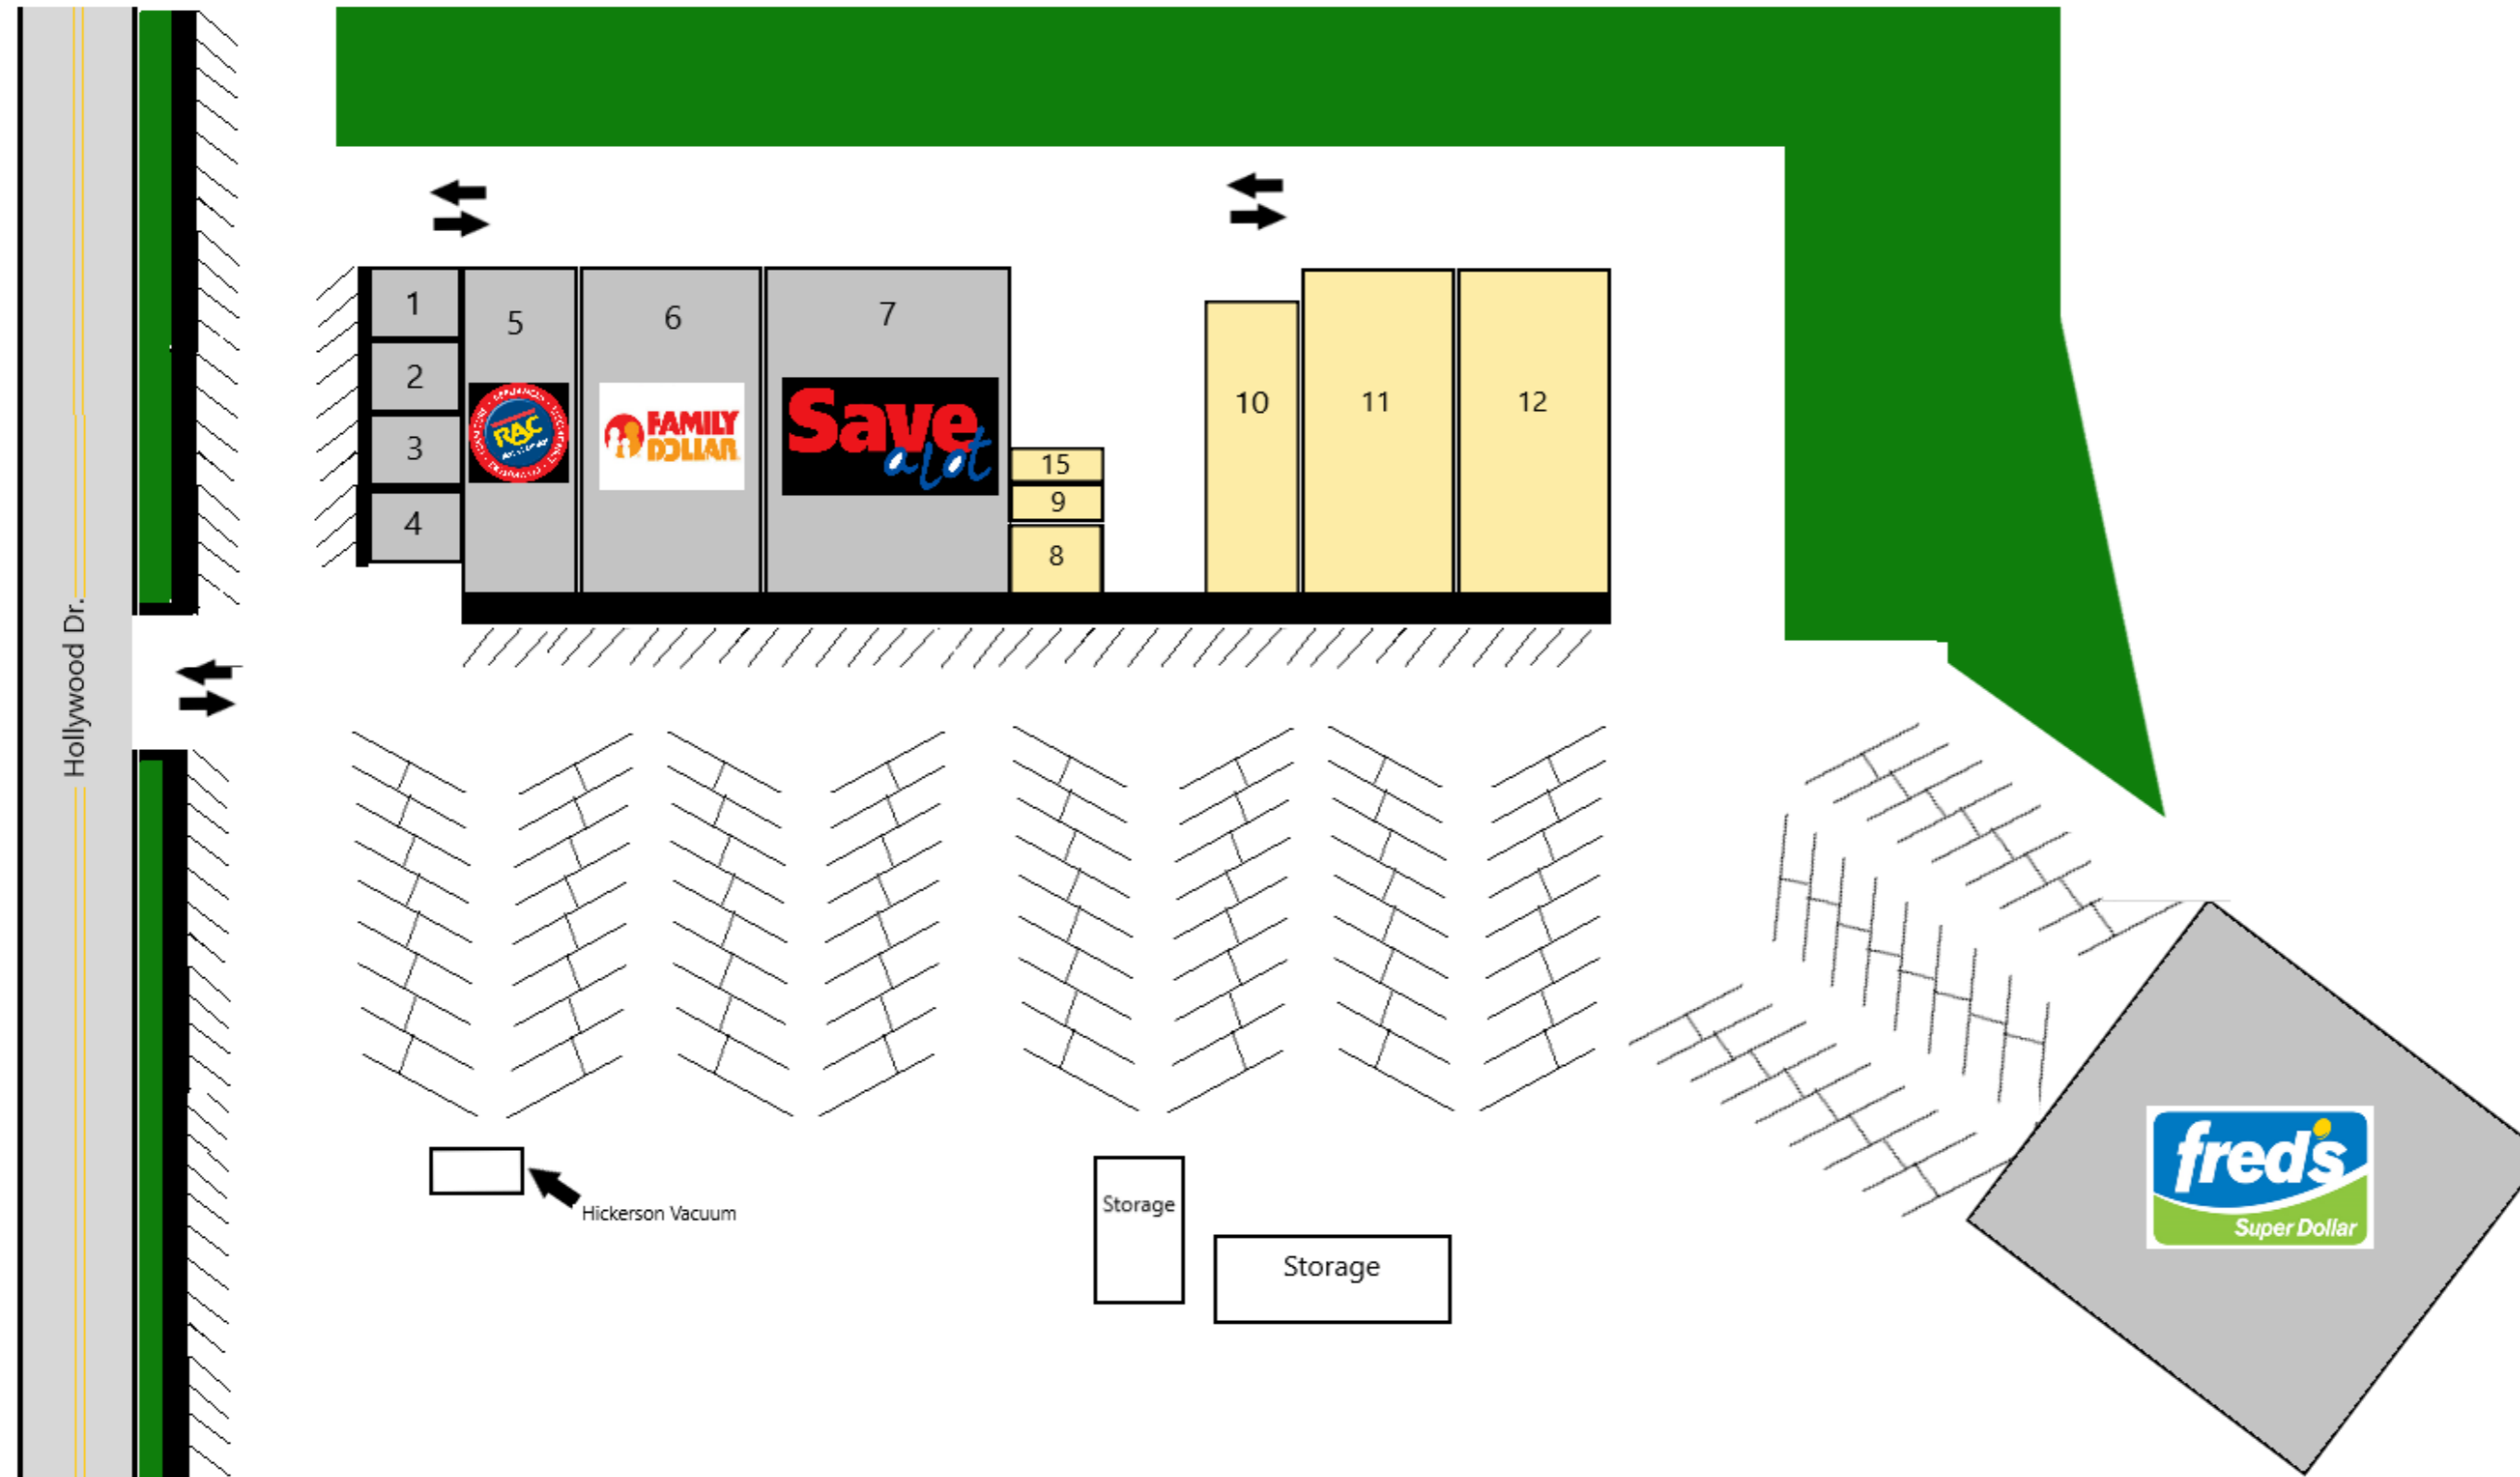 1
2
3
4
5
RAC
6
FAMILY
DOLLAR
7
Save
a lot
15
9
8
10
11
12
Hollywood Dr.
Hickerson Vacuum
Storage
Storage
fred's
Super Dollar